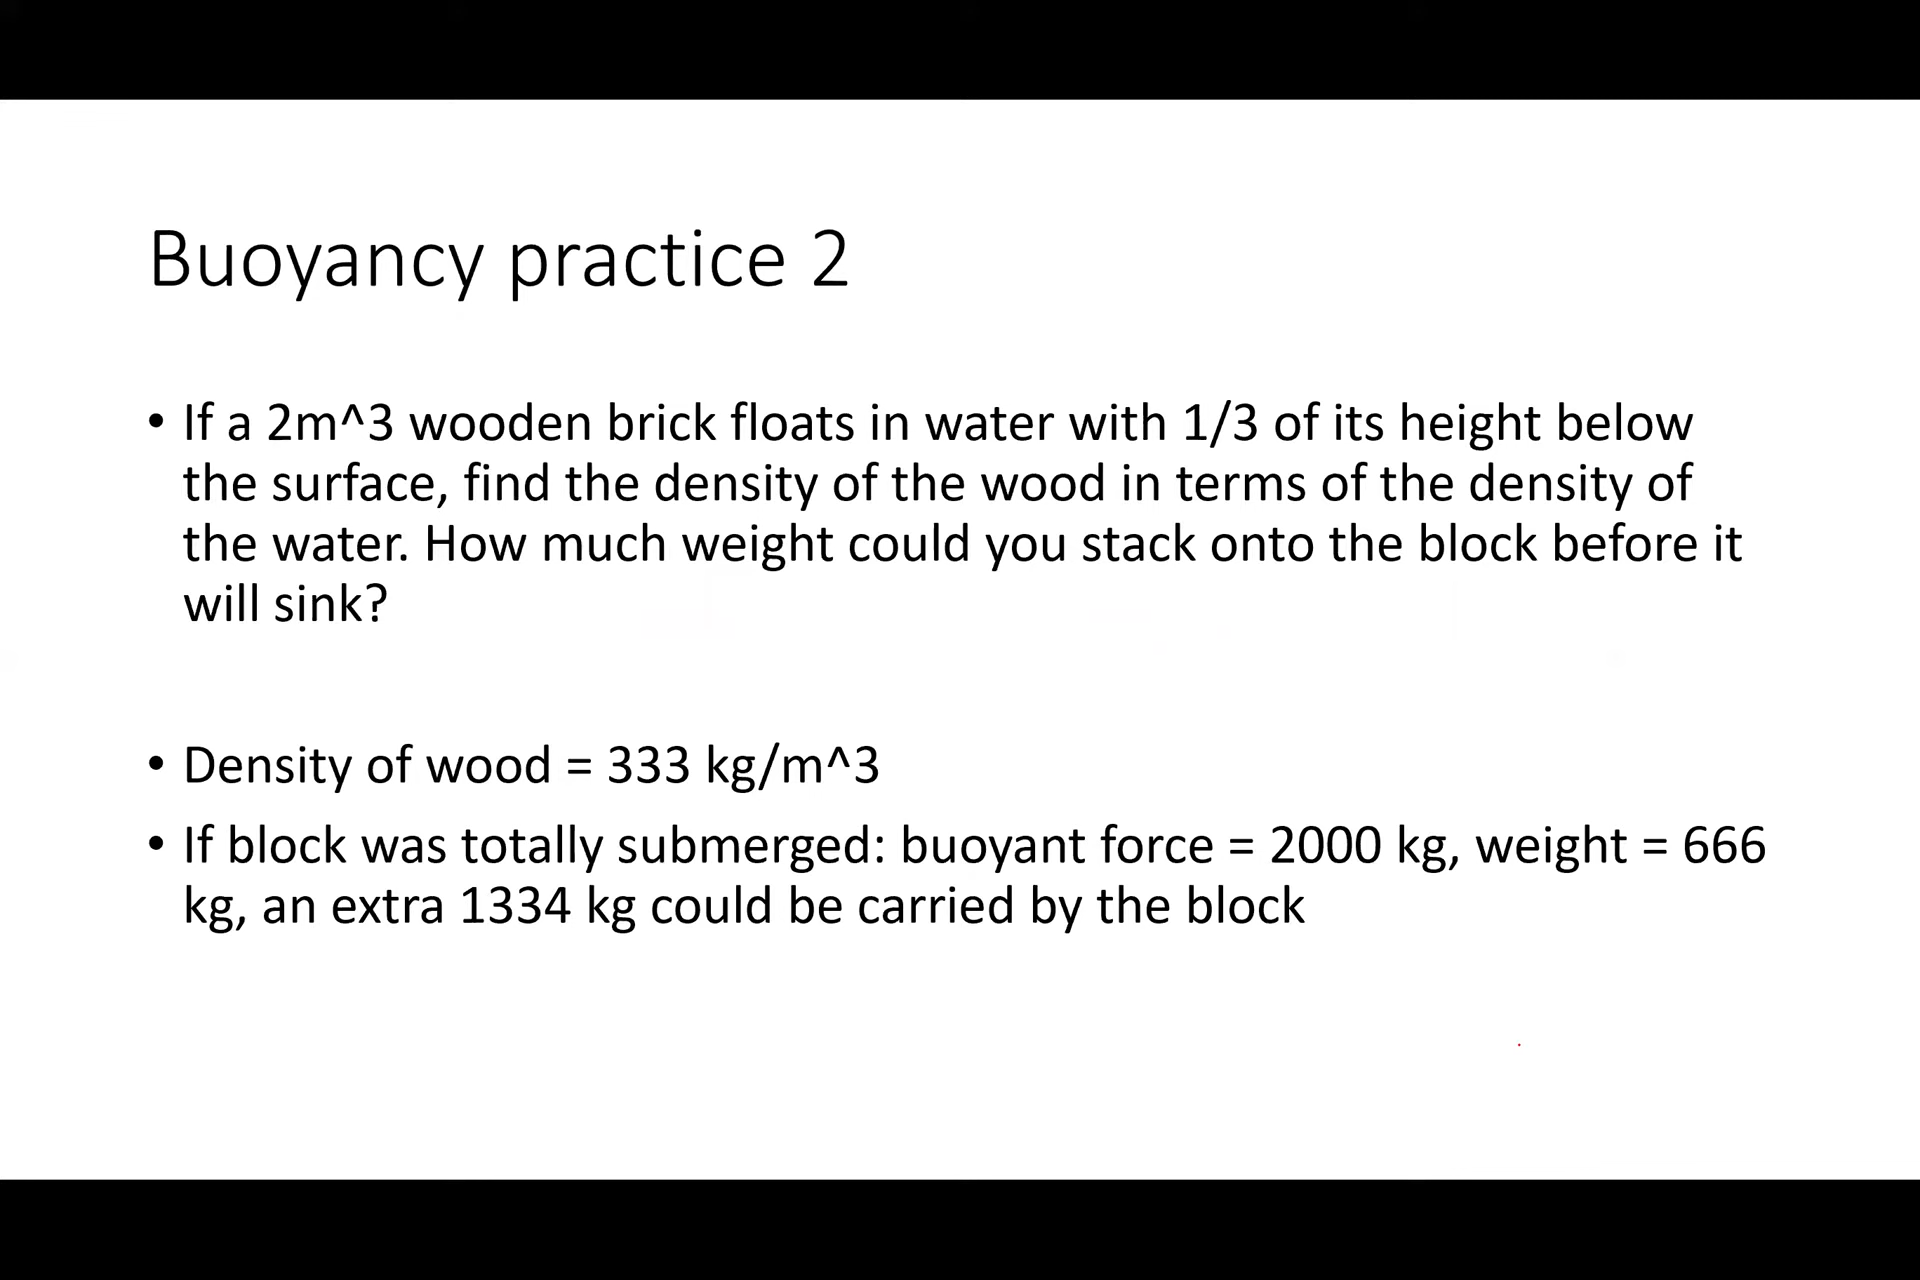 Buoyancy practice 2
• If a 2m^3 wooden brick floats in water with 1/3 of its height below
the surface, find the density of the wood in terms of the density of
the water. How much weight could you stack onto the block before it
will sink?
• Density of wood = 333 kg/m^3
• If block was totally submerged: buoyant force = 2000 kg, weight = 666
kg, an extra 1334 kg could be carried by the block